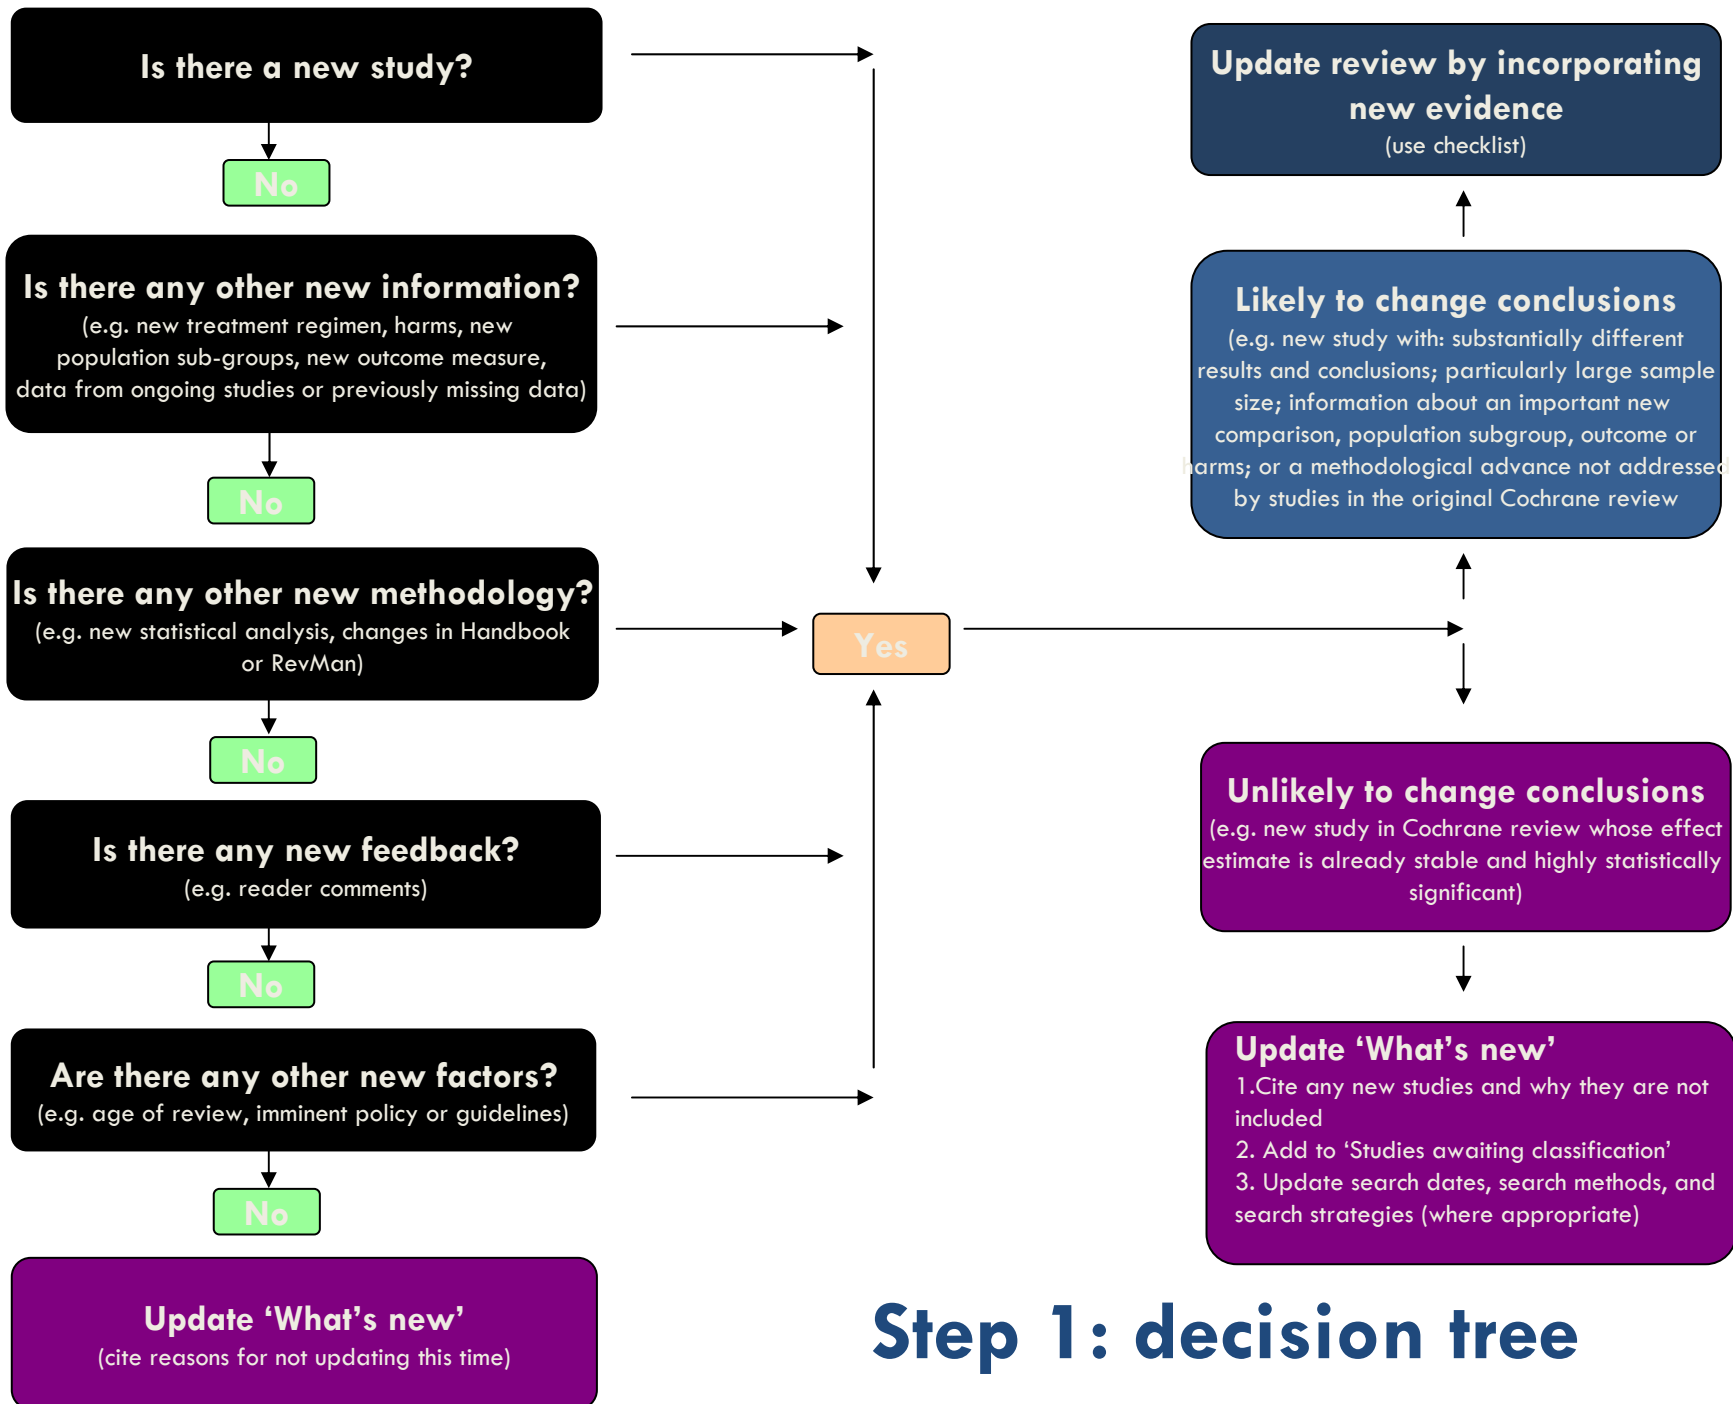 Is there a new study?
No
Is there any other new information?
(e.g. new treatment regimen, harms, new
population sub-groups, new outcome measure,
data from ongoing studies or previously missing data)
No
Is there any other new methodology?
(e.g. new statistical analysis, changes in Handbook
or RevMan)
No
Is there any new feedback?
(e.g. reader comments)
No
Are there any other new factors?
(e.g. age of review, imminent policy or guidelines)
No
Update ‘What’s new’
(cite reasons for not updating this time)
Yes
Update review by incorporating
new evidence
(use checklist)
Likely to change conclusions
(e.g. new study with: substantially different
results and conclusions; particularly large sample
size; information about an important new
comparison, population subgroup, outcome or
harms; or a methodological advance not addressed
by studies in the original Cochrane review
Unlikely to change conclusions
(e.g. new study in Cochrane review whose effect
estimate is already stable and highly statistically
significant)
Update ‘What’s new’
1.Cite any new studies and why they are not
included
2. Add to ‘Studies awaiting classification’
3. Update search dates, search methods, and
search strategies (where appropriate)
Step 1: decision tree